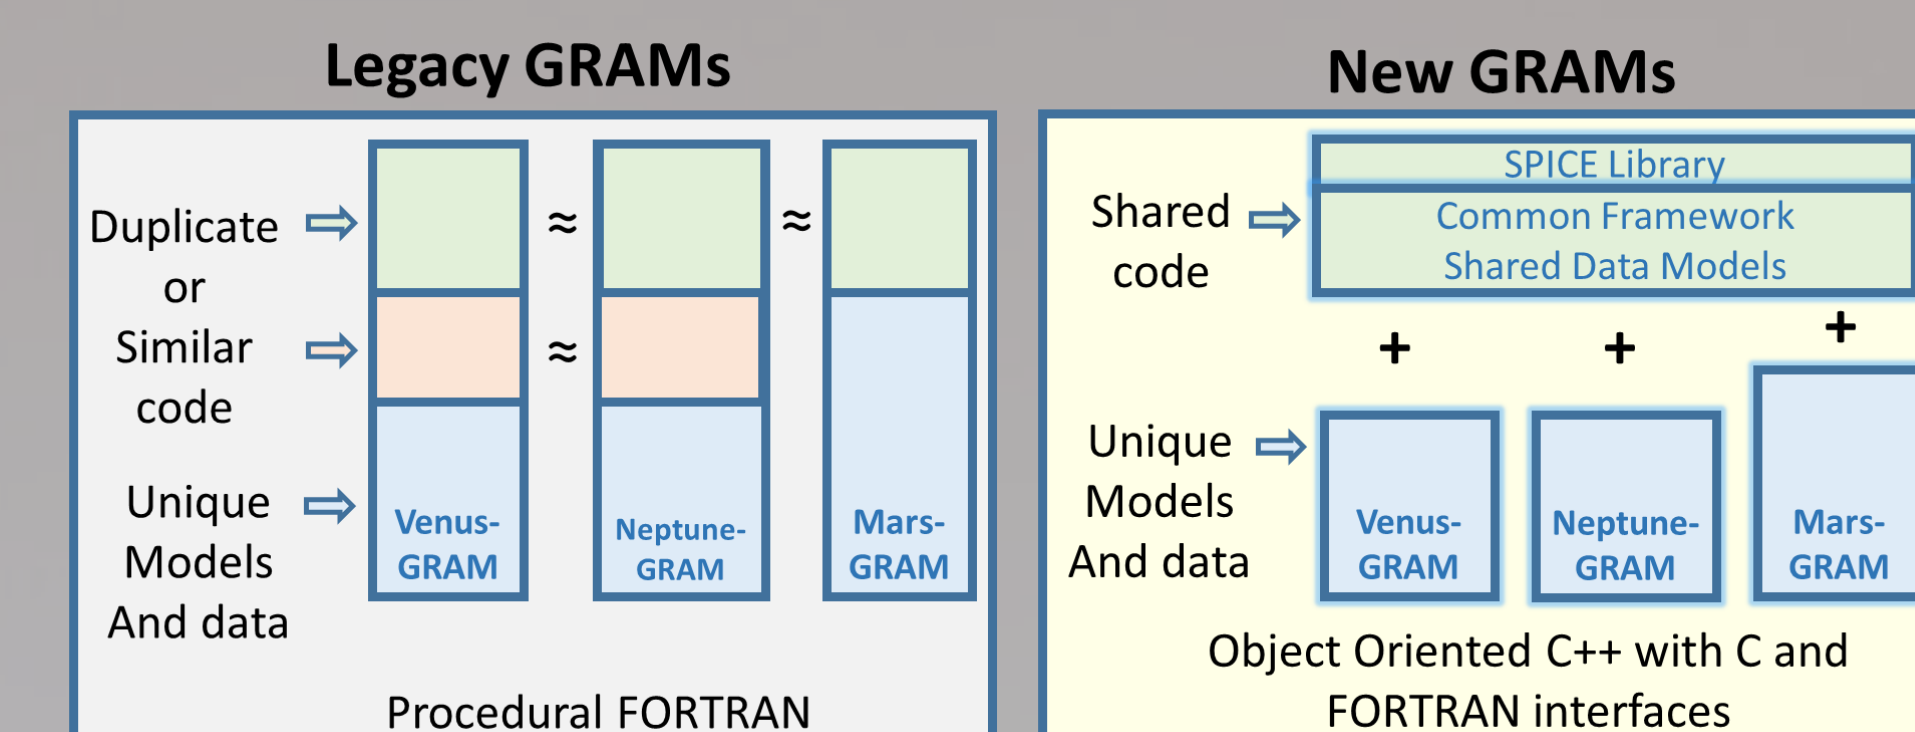 Legacy GRAMs
Duplicate
or
Similar
code
≈
≈
≈
Unique
Models
And data
Venus-
GRAM
Neptune-
GRAM
Mars-
GRAM
Procedural FORTRAN
New GRAMs
Shared
code
SPICE Library
Common Framework
Shared Data Models
+
+
+
Unique
Models
And data
Venus-
GRAM
Neptune-
GRAM
Mars-
GRAM
Object Oriented C++ with C and
FORTRAN interfaces